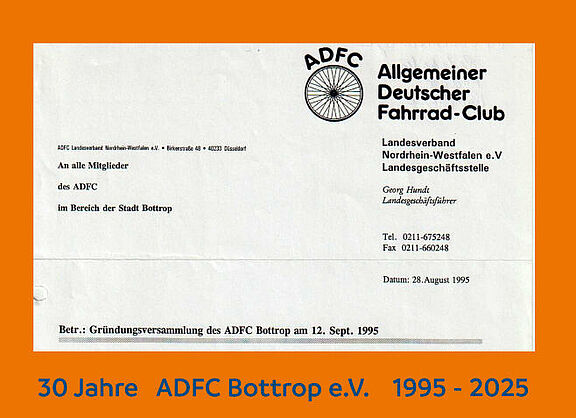 ADFC
Allgemeiner
Deutscher
Fahrrad-Club
ADFC Landesverband Nordrhein-Westfalen e.V. • Birkerstraße 48 • 40233 Düsseldorf
Landesverband
Nordrhein-Westfalen e.V
Landesgeschäftsstelle
An alle Mitglieder
des ADFC
im Bereich der Stadt Bottrop
Georg Hundt
Landesgeschäftsführer
Tel. 0211-675248
Fax 0211-660248
Datum: 28.August 1995
Betr.: Gründungsversammlung des ADFC Bottrop am 12. Sept. 1995
30 Jahre ADFC Bottrop e.V. 1995 - 2025